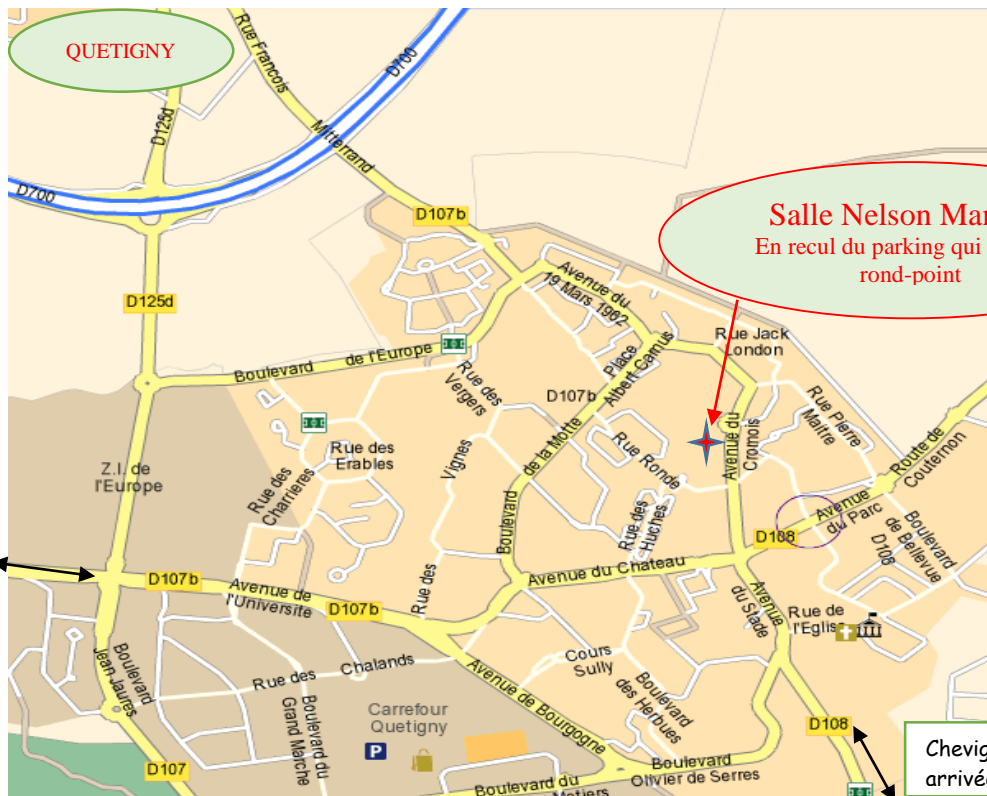 QUETIGNY
Rue Francois
Mitterrand
D700
D125d
D700
D107b
Salle Nelson Man
En recul du parking qui
rond-point
Avenue du
19 Mars 1962
D125d
Rue Jack
London
Boulevard de l'Europe
Place
Albert Camus
Rue des
Vergers
D107b
Rue Pierre
Maitre
Avenue du
Cromois
Route de
Couternon
Rue des
Erables
Z.I. de
l'Europe
Rue des
Charrieres
Vignes
Rue des
Boulevard de la Motte
Rue Ronde
Rue des
Huches
Avenue
du Parc
D108
Boulevard
de Bellevue
D108
D107b
Avenue de
l'Universite
D107b
Avenue du Chateau
Avenue
du Stade
Rue de
l'Eglise
Boulevard
Jean Jaures
Rue des Chalands
Cours
Sully
Boulevard
des Herbues
Avenue de Bourgogne
Boulevard du
Grand Marche
Carrefour
Quetigny
P
D108
D107
Boulevard
Olivier de Serres
Boulevard du
Metiers
Chevig
arrivée